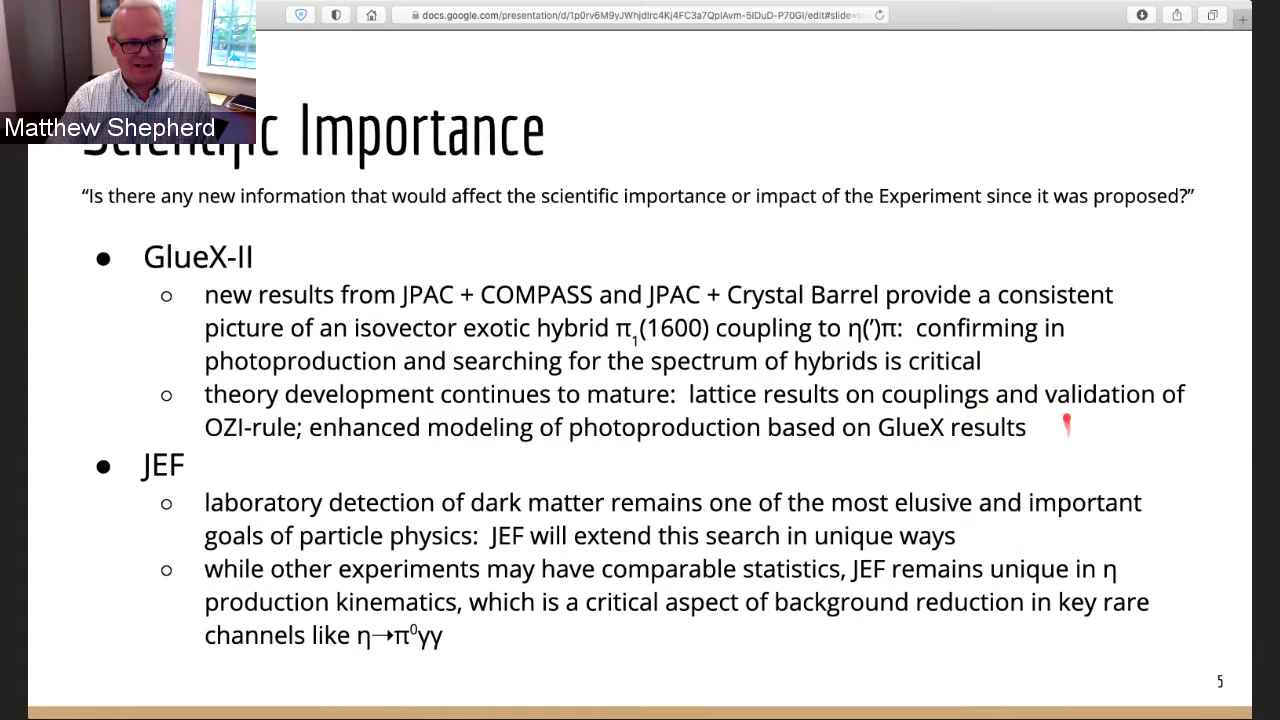 docs.google.com/presentation/d/1p0rv6M9yJWhjdIrc4Kj4FC3a7QplAvm-5IDuD-P70GI/edit#slide=
Matthew Shepherd
Scientific Importance
“Is there any new information that would affect the scientific importance or impact of the Experiment since it was proposed?”
● GlueX-II
○ new results from JPAC + COMPASS and JPAC + Crystal Barrel provide a consistent
picture of an isovector exotic hybrid π₁(1600) coupling to η(’)π: confirming in
photoproduction and searching for the spectrum of hybrids is critical
○ theory development continues to mature: lattice results on couplings and validation of
OZI-rule; enhanced modeling of photoproduction based on GlueX results
● JEF
○ laboratory detection of dark matter remains one of the most elusive and important
goals of particle physics: JEF will extend this search in unique ways
○ while other experiments may have comparable statistics, JEF remains unique in η
production kinematics, which is a critical aspect of background reduction in key rare
channels like η→π⁰γγ
5